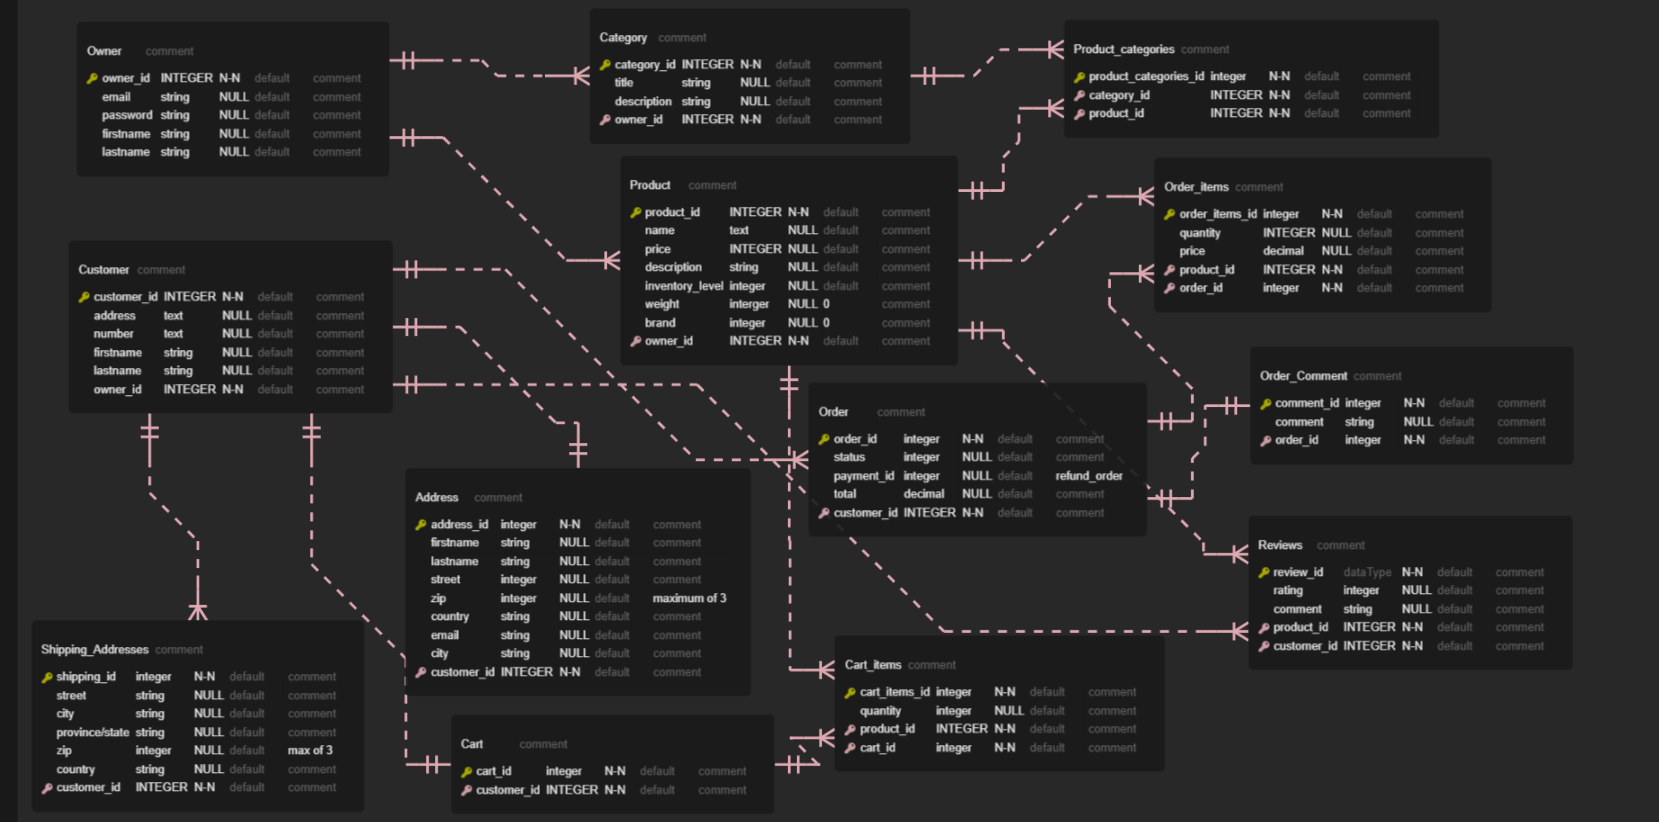 Owner comment
owner_id INTEGER N-N default comment
email string NULL default comment
password string NULL default comment
firstname string NULL default comment
lastname string NULL default comment
Category comment
category_id INTEGER N-N default comment
title string NULL default comment
description string NULL default comment
owner_id INTEGER N-N default comment
Product_categories comment
product_categories_id integer N-N default comment
category_id INTEGER N-N default comment
product_id INTEGER N-N default comment
Product comment
product_id INTEGER N-N default comment
name text NULL default comment
price INTEGER NULL default comment
description string NULL default comment
inventory_level integer NULL default comment
weight interger NULL 0 comment
brand integer NULL 0 comment
owner_id INTEGER N-N default comment
Order_items comment
order_items_id integer N-N default comment
quantity INTEGER NULL default comment
price decimal NULL default comment
product_id INTEGER N-N default comment
order_id integer N-N default comment
Customer comment
customer_id INTEGER N-N default comment
address text NULL default comment
number text NULL default comment
firstname string NULL default comment
lastname string NULL default comment
owner_id INTEGER N-N default comment
Order_Comment comment
comment_id integer N-N default comment
comment string NULL default comment
order_id integer N-N default comment
Order comment
order_id integer N-N default comment
status integer NULL default comment
payment_id integer NULL default refund_order
total decimal NULL default comment
customer_id INTEGER N-N default comment
Address comment
address_id integer N-N default comment
firstname string NULL default comment
lastname string NULL default comment
street integer NULL default comment
zip integer NULL default maximum of 3
country string NULL default comment
email string NULL default comment
city string NULL default comment
customer_id INTEGER N-N default comment
Reviews comment
review_id dataType N-N default comment
rating integer NULL default comment
comment string NULL default comment
product_id INTEGER N-N default comment
customer_id INTEGER N-N default comment
Shipping_Addresses comment
shipping_id integer N-N default comment
street string NULL default comment
city string NULL default comment
province/state string NULL default comment
zip integer NULL default max of 3
country string NULL default comment
customer_id INTEGER N-N default comment
Cart_items comment
cart_items_id integer N-N default comment
quantity integer NULL default comment
product_id INTEGER N-N default comment
cart_id integer N-N default comment
Cart comment
cart_id integer N-N default comment
customer_id INTEGER N-N default comment